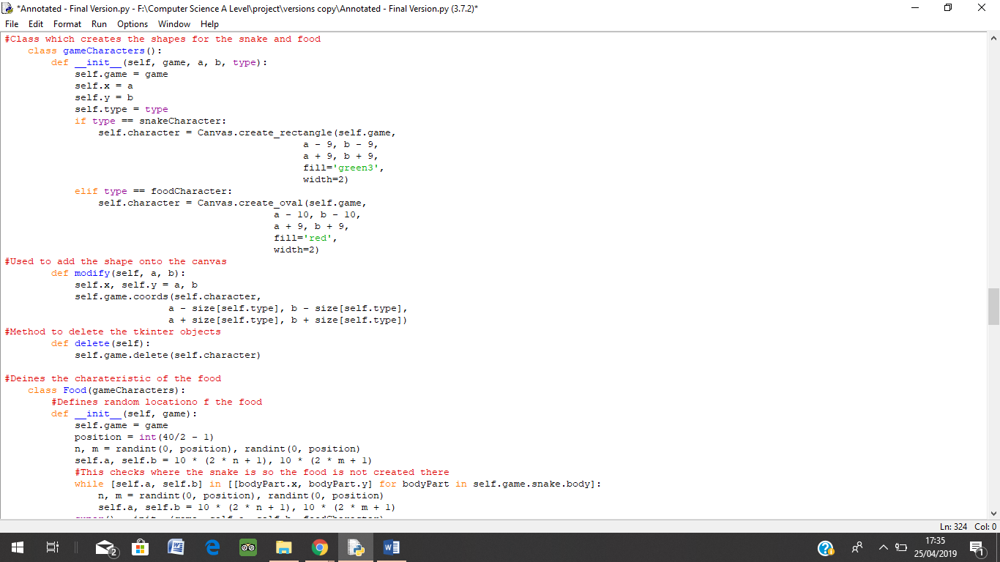 *Annotated - Final Version.py - F:\Computer Science A Level\project\versions copy\Annotated - Final Version.py (3.7.2)*
File Edit Format Run Options Window Help
#Class which creates the shapes for the snake and food
    class gameCharacters():
        def __init__(self, game, a, b, type):
            self.game = game
            self.x = a
            self.y = b
            self.type = type
            if type == snakeCharacter:
                self.character = Canvas.create_rectangle(self.game,
                                                   a - 9, b - 9,
                                                   a + 9, b + 9,
                                                   fill='green3',
                                                   width=2)
            elif type == foodCharacter:
                self.character = Canvas.create_oval(self.game,
                                              a - 10, b - 10,
                                              a + 9, b + 9,
                                              fill='red',
                                              width=2)
#Used to add the shape onto the canvas
        def modify(self, a, b):
            self.x, self.y = a, b
            self.game.coords(self.character,
                            a - size[self.type], b - size[self.type],
                            a + size[self.type], b + size[self.type])
#Method to delete the tkinter objects
        def delete(self):
            self.game.delete(self.character)

#Deines the charateristic of the food
    class Food(gameCharacters):
        #Defines random locationo f the food
        def __init__(self, game):
            self.game = game
            position = int(40/2 - 1)
            n, m = randint(0, position), randint(0, position)
            self.a, self.b = 10 * (2 * n + 1), 10 * (2 * m + 1)
            #This checks where the snake is so the food is not created there
            while [self.a, self.b] in [[bodyPart.x, bodyPart.y] for bodyPart in self.game.snake.body]:
                n, m = randint(0, position), randint(0, position)
                self.a, self.b = 10 * (2 * n + 1), 10 * (2 * m + 1)
Ln: 324 Col: 0
2
17:35
25/04/2019
1